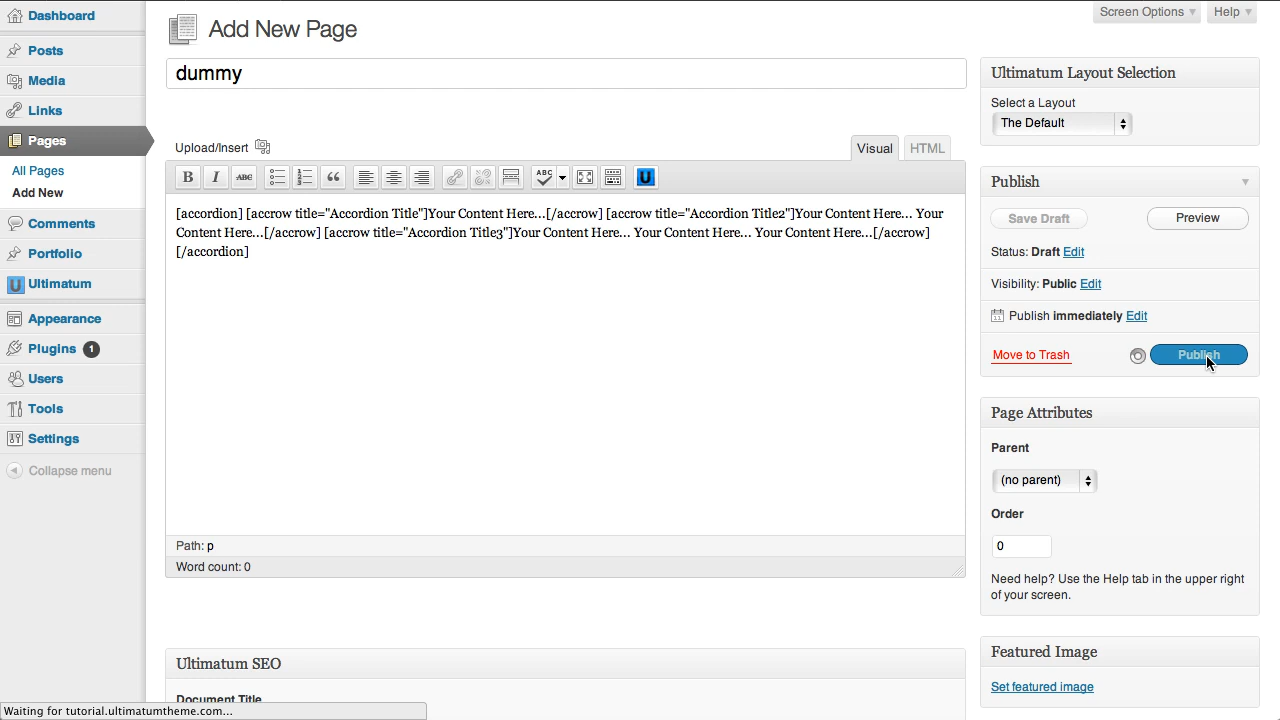 Dashboard
Posts
Media
Links
Pages
All Pages
Add New
Comments
Portfolio
Ultimatum
Appearance
Plugins 1
Users
Tools
Settings
Collapse menu
Screen Options
Help
Add New Page
dummy
Upload/Insert
Visual
HTML
B I ABC
ABC
U
[accordion] [accrow title="Accordion Title"]Your Content Here...[/accrow] [accrow title="Accordion Title2"]Your Content Here... Your
Content Here...[/accrow] [accrow title="Accordion Title3"]Your Content Here... Your Content Here... Your Content Here...[/accrow]
[/accordion]
Path: p
Word count: 0
Ultimatum SEO
Document Title
Ultimatum Layout Selection
Select a Layout
The Default
Publish
Save Draft
Preview
Status: Draft Edit
Visibility: Public Edit
Publish immediately Edit
Move to Trash
Publish
Page Attributes
Parent
(no parent)
Order
0
Need help? Use the Help tab in the upper right
of your screen.
Featured Image
Set featured image
Waiting for tutorial.ultimatumtheme.com...